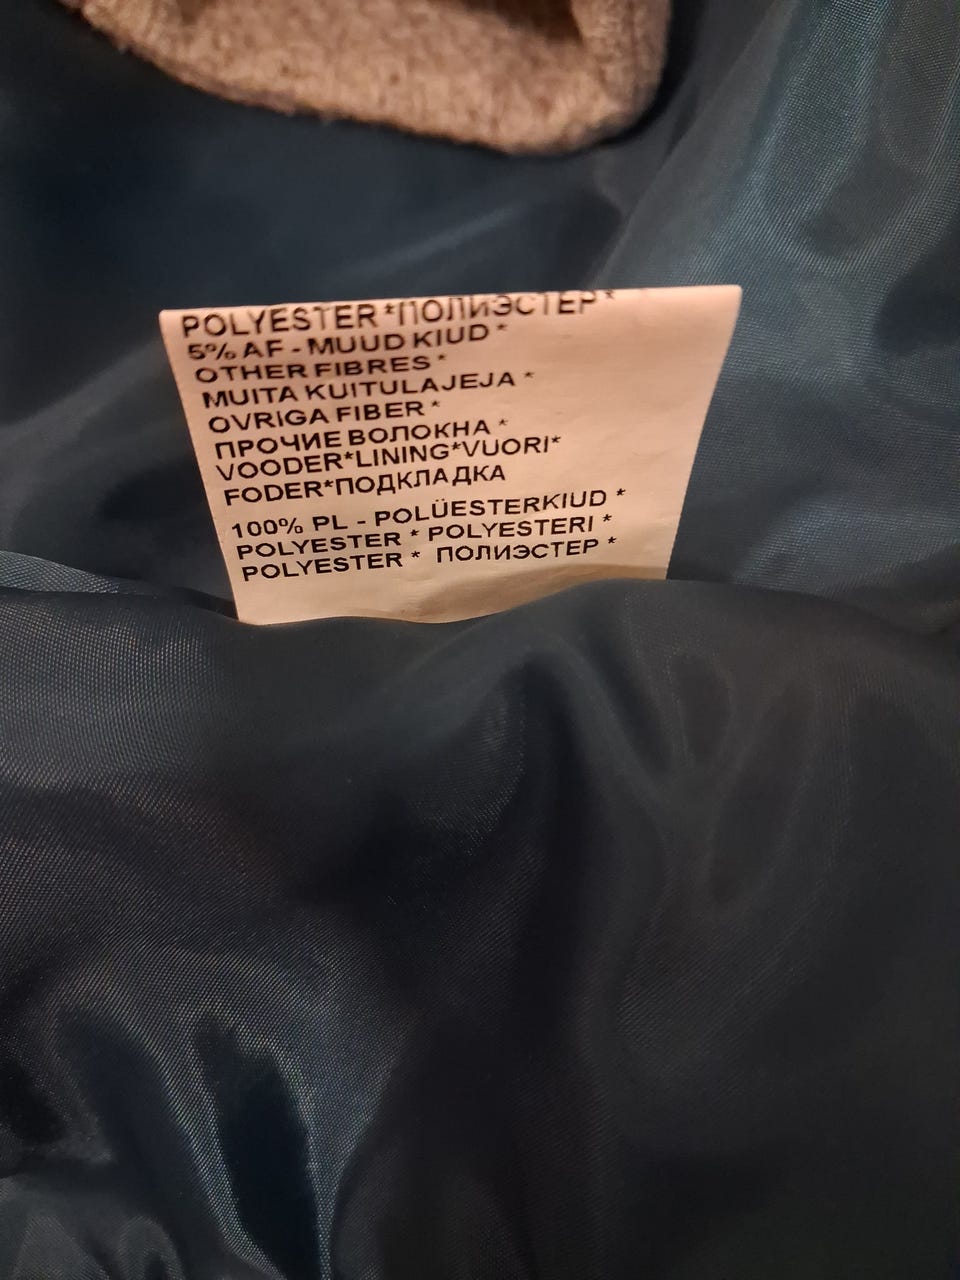 POLYESTER*ПОЛИЭСТЕР*
5% AF - MUUD KIUD *
OTHER FIBRES *
MUITA KUITULAJEJA *
OVRIGA FIBER *
ПРОЧИЕ ВОЛОКНА *
VOODER*LINING*VUORI*
FODER*ПОДКЛАДКА
100% PL - POLÜESTERKIUD *
POLYESTER * POLYESTERI *
POLYESTER * ПОЛИЭСТЕР *